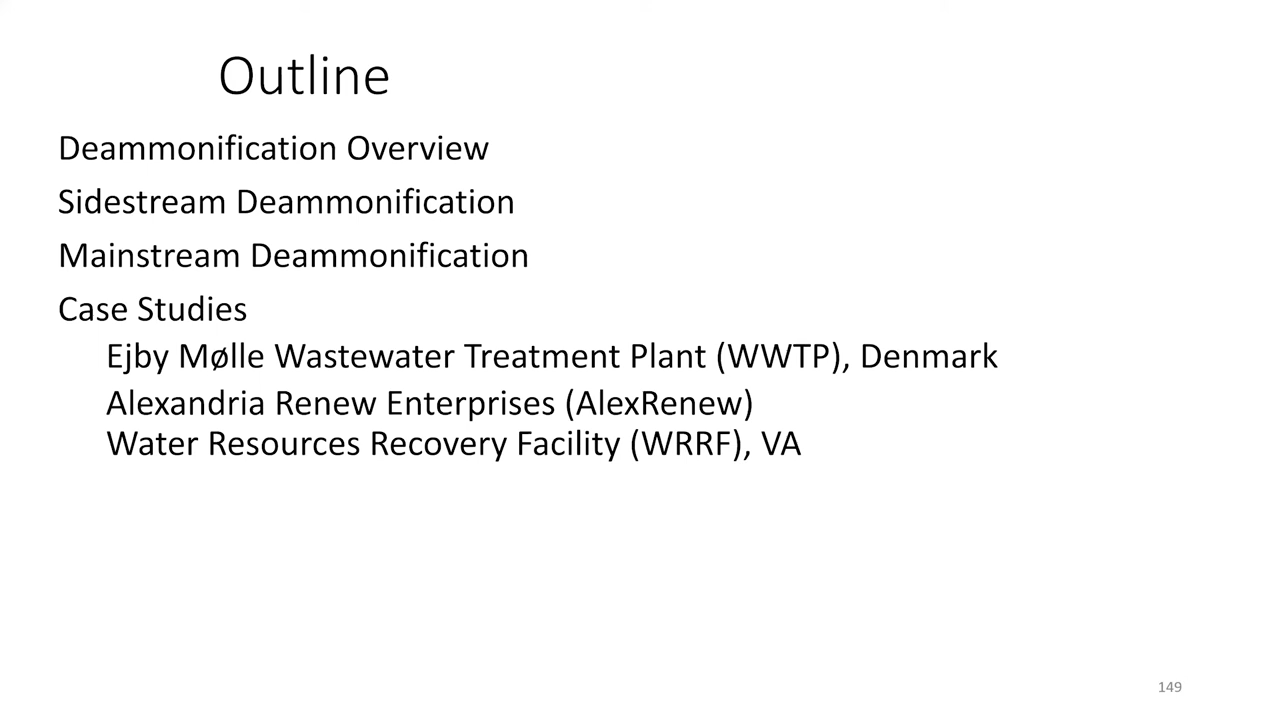 Outline
Deammonification Overview
Sidestream Deammonification
Mainstream Deammonification
Case Studies
Ejby Mølle Wastewater Treatment Plant (WWTP), Denmark
Alexandria Renew Enterprises (AlexRenew)
Water Resources Recovery Facility (WRRF), VA
149